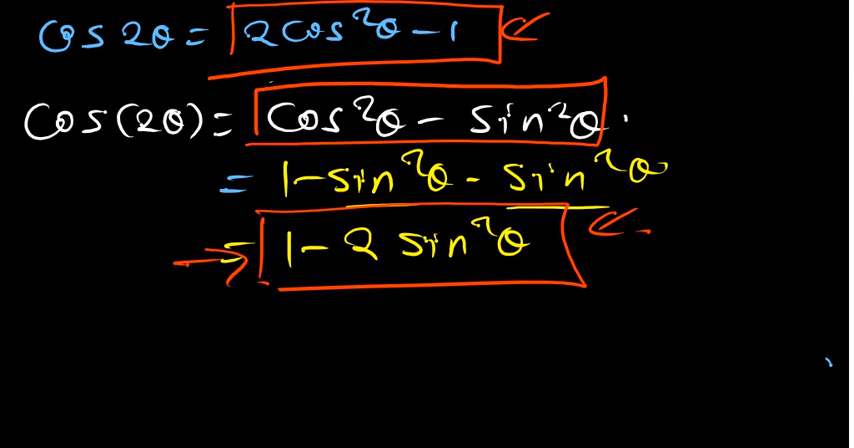 cos 2θ = 2cos²θ - 1
cos(2θ) = cos²θ - sin²θ.
= 1 - sin²θ - sin²θ
= 1 - 2 sin²θ